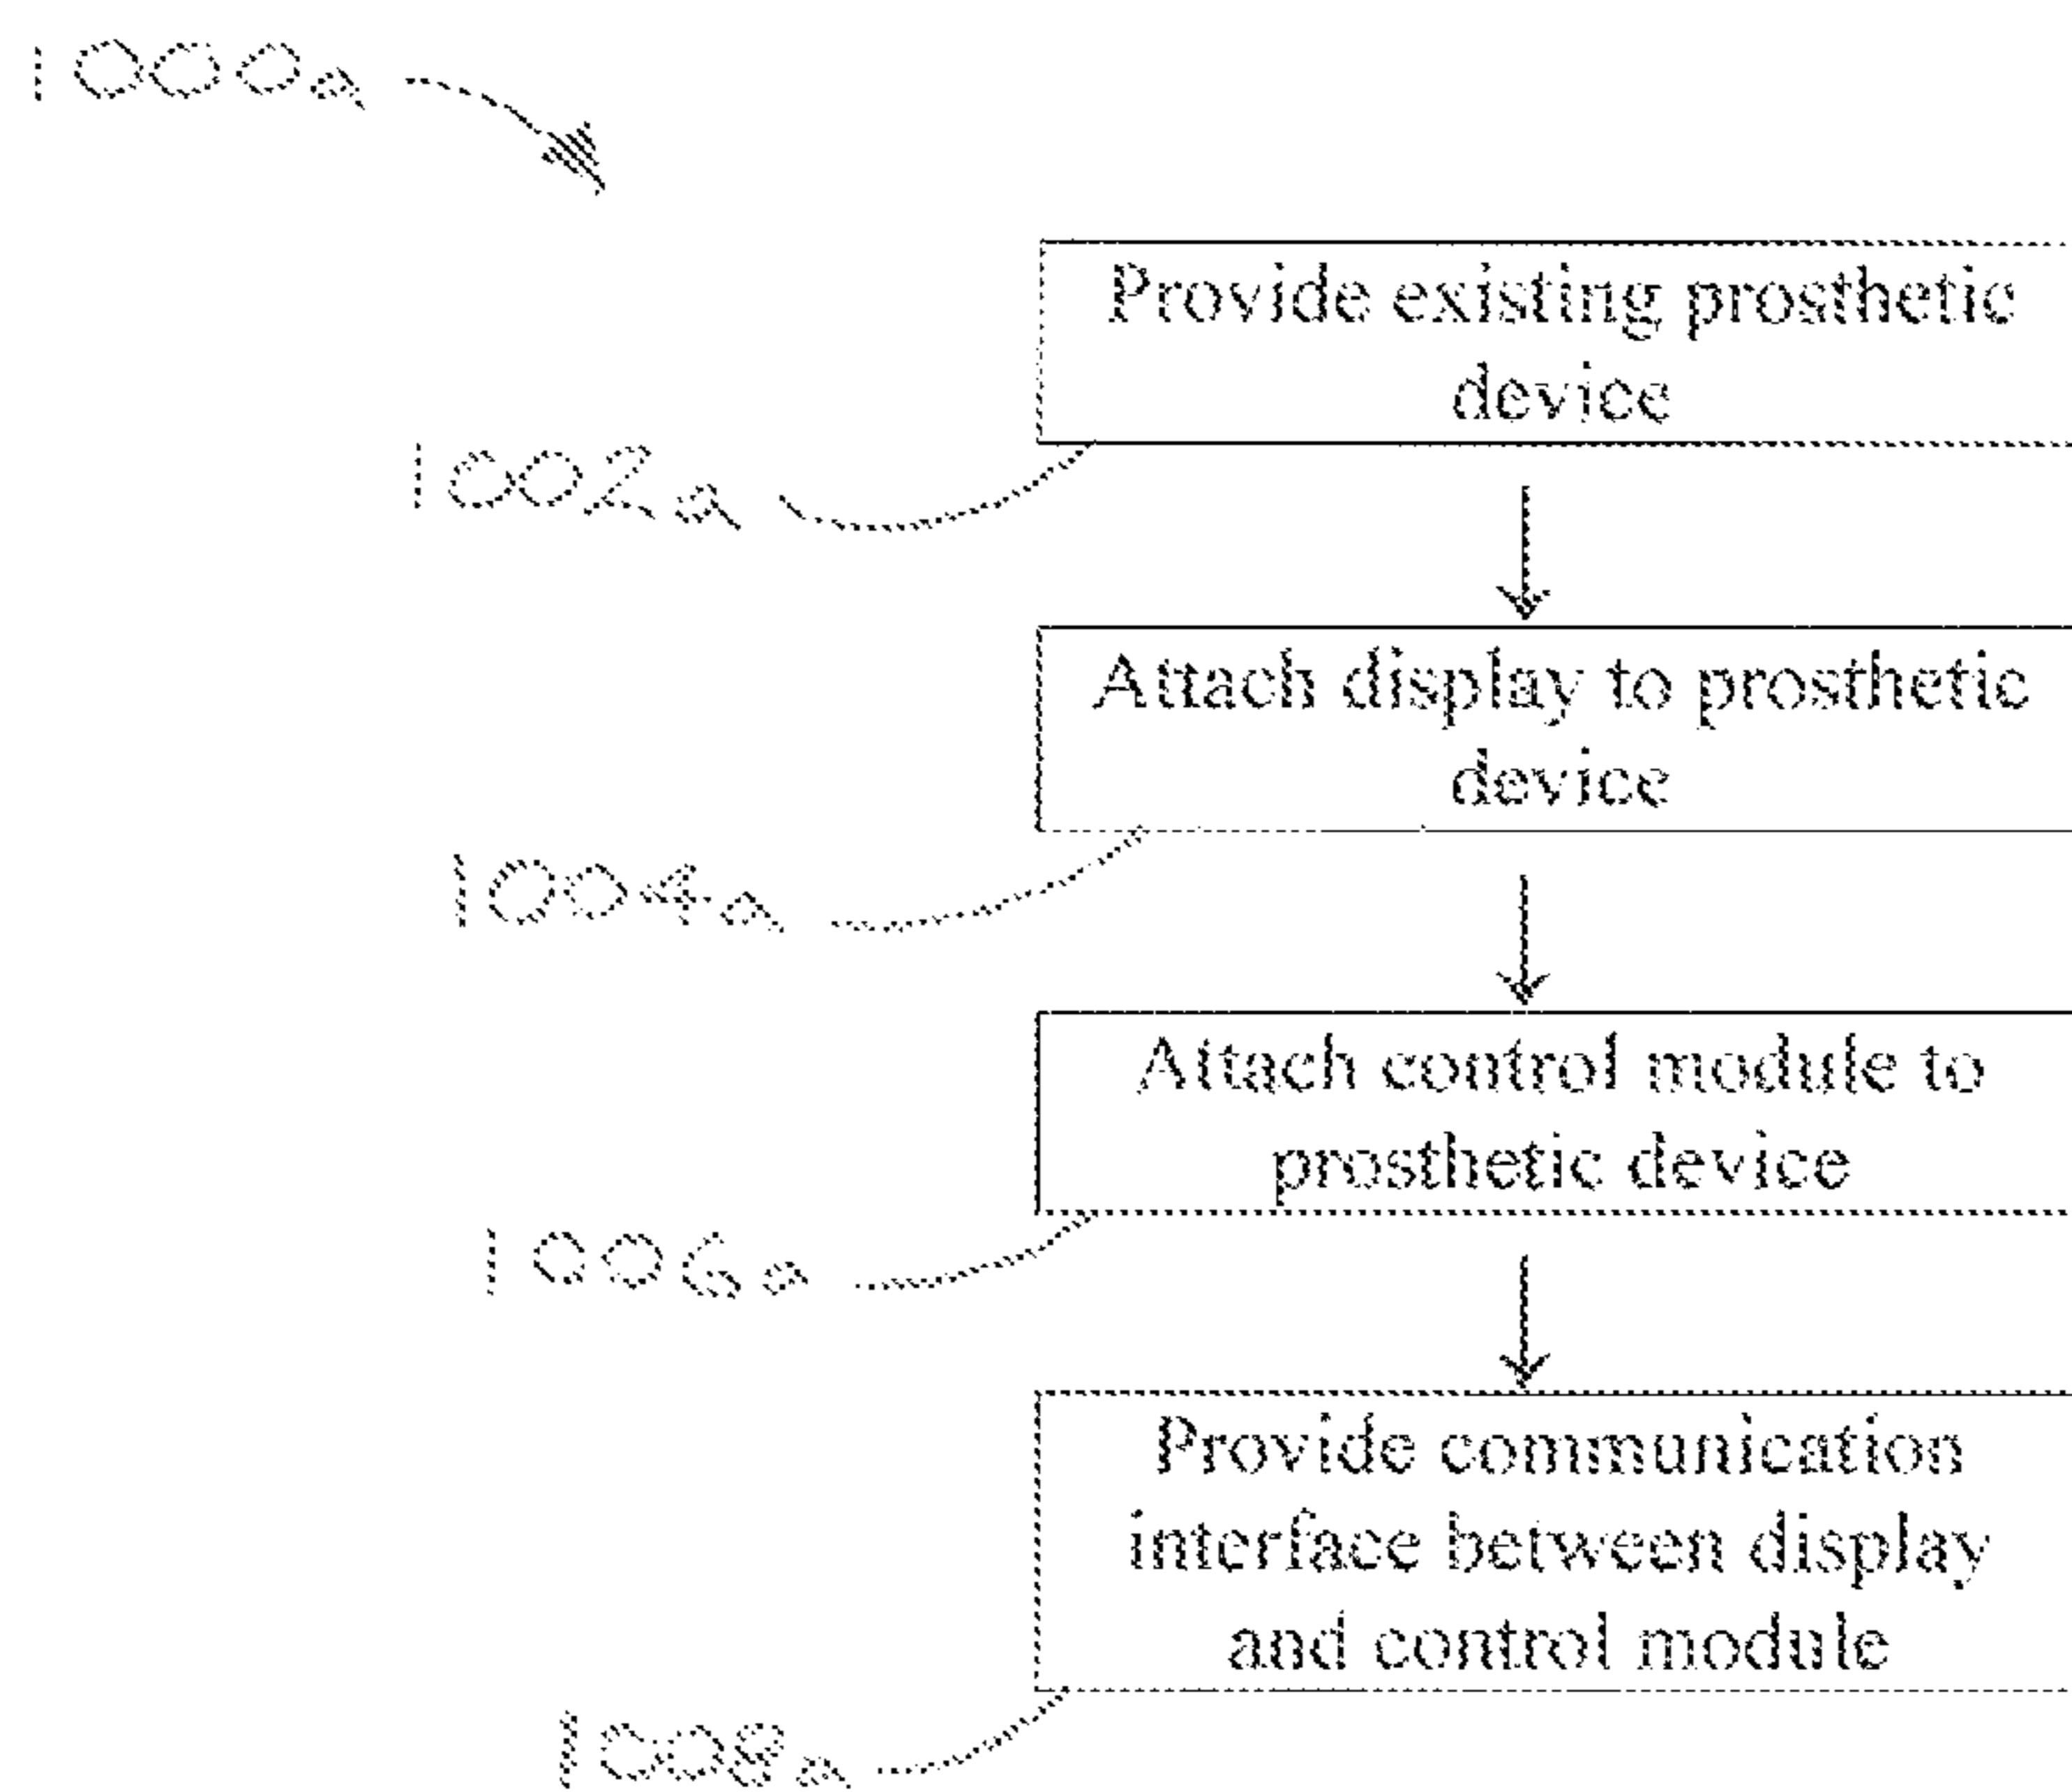 1000a
Provide existing prosthetic
device
1002a
Attach display to prosthetic
device
1004a
Attach control module to
prosthetic device
1006a
Provide communication
interface between display
and control module
1008a